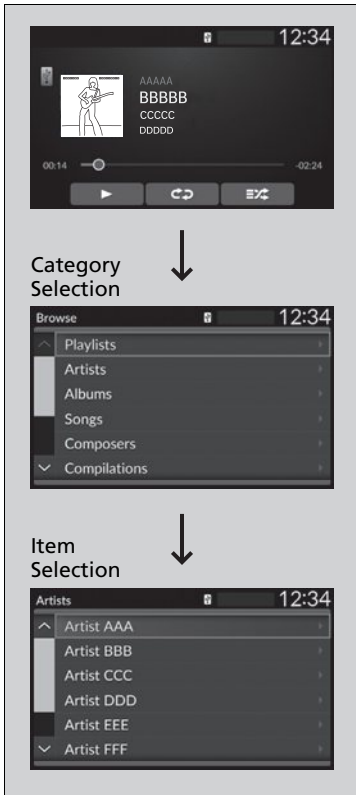 12:34
AAAAA
BBBBB
CCCCC
DDDDD
00:14
-02:24
Category
Selection
Browse 12:34
Playlists
Artists
Albums
Songs
Composers
Compilations
Item
Selection
Artists 12:34
Artist AAA
Artist BBB
Artist CCC
Artist DDD
Artist EEE
Artist FFF